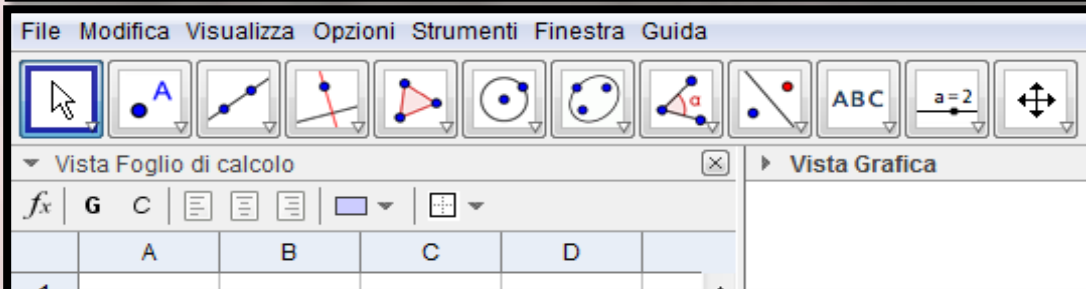 File Modifica Visualizza Opzioni Strumenti Finestra Guida
A α ABC a=2
Vista Foglio di calcolo Vista Grafica
fx G C
A B C D